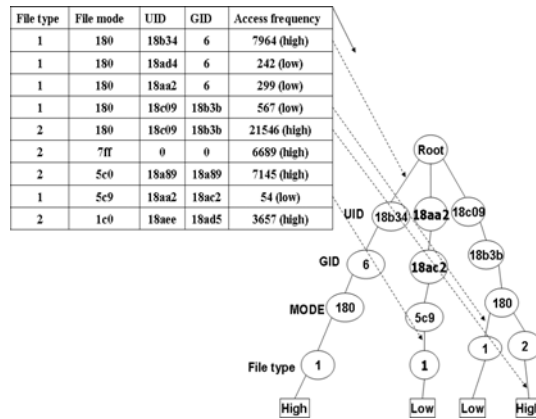 File type File mode UID GID Access frequency
1 180 18b34 6 7964 (high)
1 180 18ad4 6 242 (low)
1 180 18aa2 6 299 (low)
1 180 18c09 18b3b 567 (low)
2 180 18c09 18b3b 21546 (high)
2 7ff 0 0 6689 (high)
2 5c0 18a89 18a89 7145 (high)
1 5c9 18aa2 18ac2 54 (low)
2 1c0 18aee 18ad5 3657 (high)
Root
UID 18b34 18aa2 18c09
GID 6 18ac2 18b3b
MODE 180 5c9 180
File type 1 1 1 2
High Low Low High